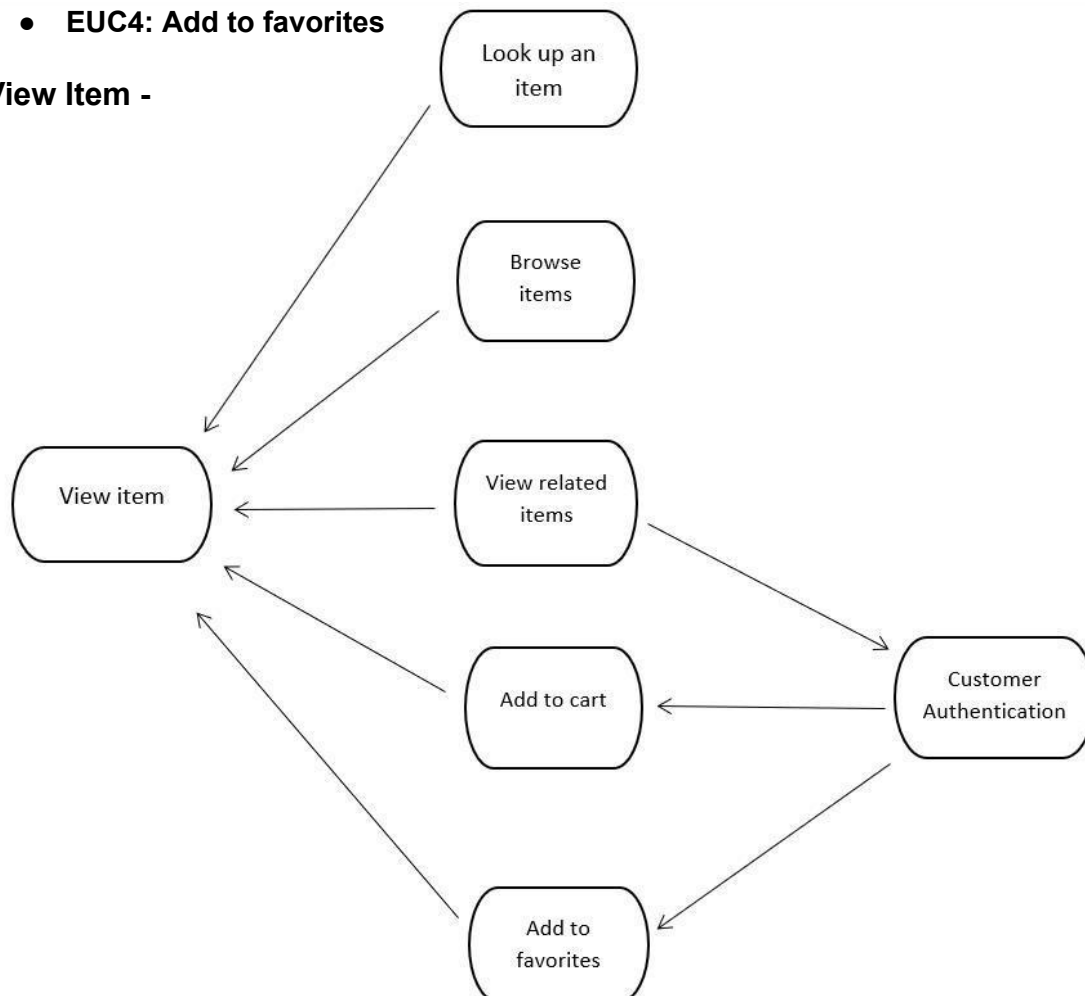 ● EUC4: Add to favorites
View Item -
Look up an
item
Browse
items
View item
View related
items
Add to cart
Customer
Authentication
Add to
favorites